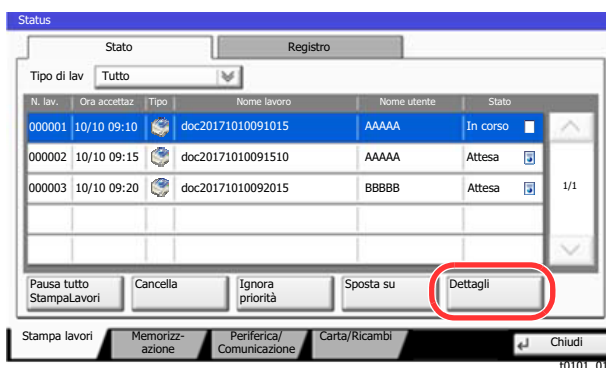 Status
Stato Registro
Tipo di lav Tutto
N. lav. Ora accettaz Tipo Nome lavoro Nome utente Stato
000001 10/10 09:10 doc20171010091015 AAAAA In corso
000002 10/10 09:15 doc20171010091510 AAAAA Attesa
000003 10/10 09:20 doc20171010092015 BBBBB Attesa
1/1
Pausa tutto Cancella Ignora Sposta su Dettagli
StampaLavori priorità
Stampa lavori Memorizz- Periferica/ Carta/Ricambi
azione Comunicazione
Chiudi